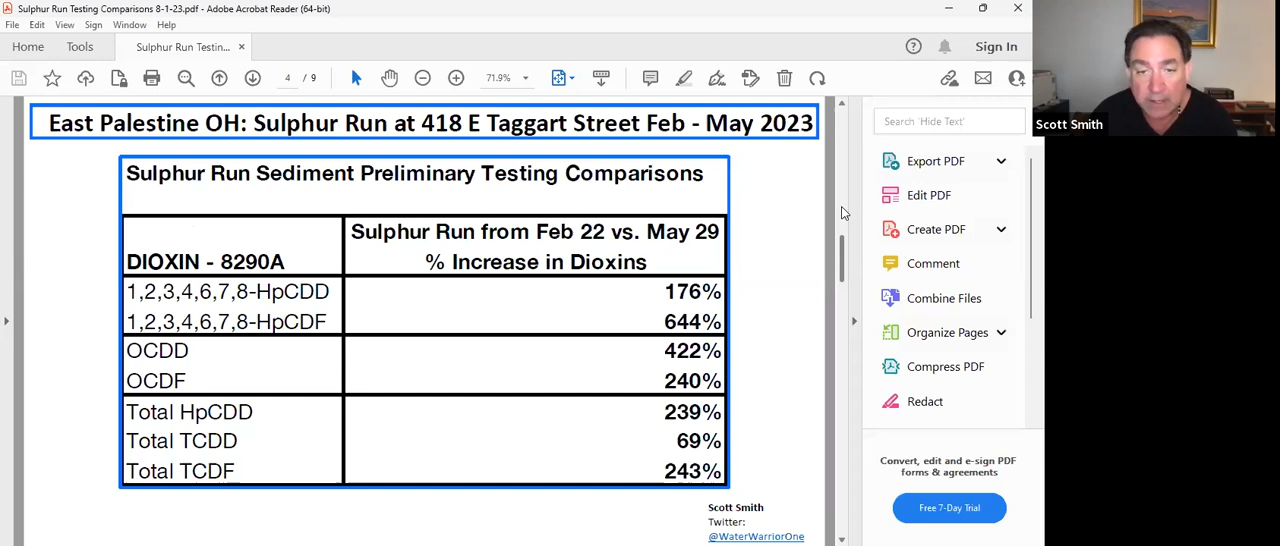 Sulphur Run Testing Comparisons 8-1-23.pdf - Adobe Acrobat Reader (64-bit)
File Edit View Sign Window Help
Home Tools Sulphur Run Testin... × Sign In
4 / 9 71.9%
East Palestine OH: Sulphur Run at 418 E Taggart Street Feb - May 2023
Sulphur Run Sediment Preliminary Testing Comparisons
Sulphur Run from Feb 22 vs. May 29
DIOXIN - 8290A % Increase in Dioxins
1,2,3,4,6,7,8-HpCDD 176%
1,2,3,4,6,7,8-HpCDF 644%
OCDD 422%
OCDF 240%
Total HpCDD 239%
Total TCDD 69%
Total TCDF 243%
Scott Smith
Twitter:
@WaterWarriorOne
Search 'Hide Text'
Export PDF
Edit PDF
Create PDF
Comment
Combine Files
Organize Pages
Compress PDF
Redact
Convert, edit and e-sign PDF
forms & agreements
Free 7-Day Trial
Scott Smith